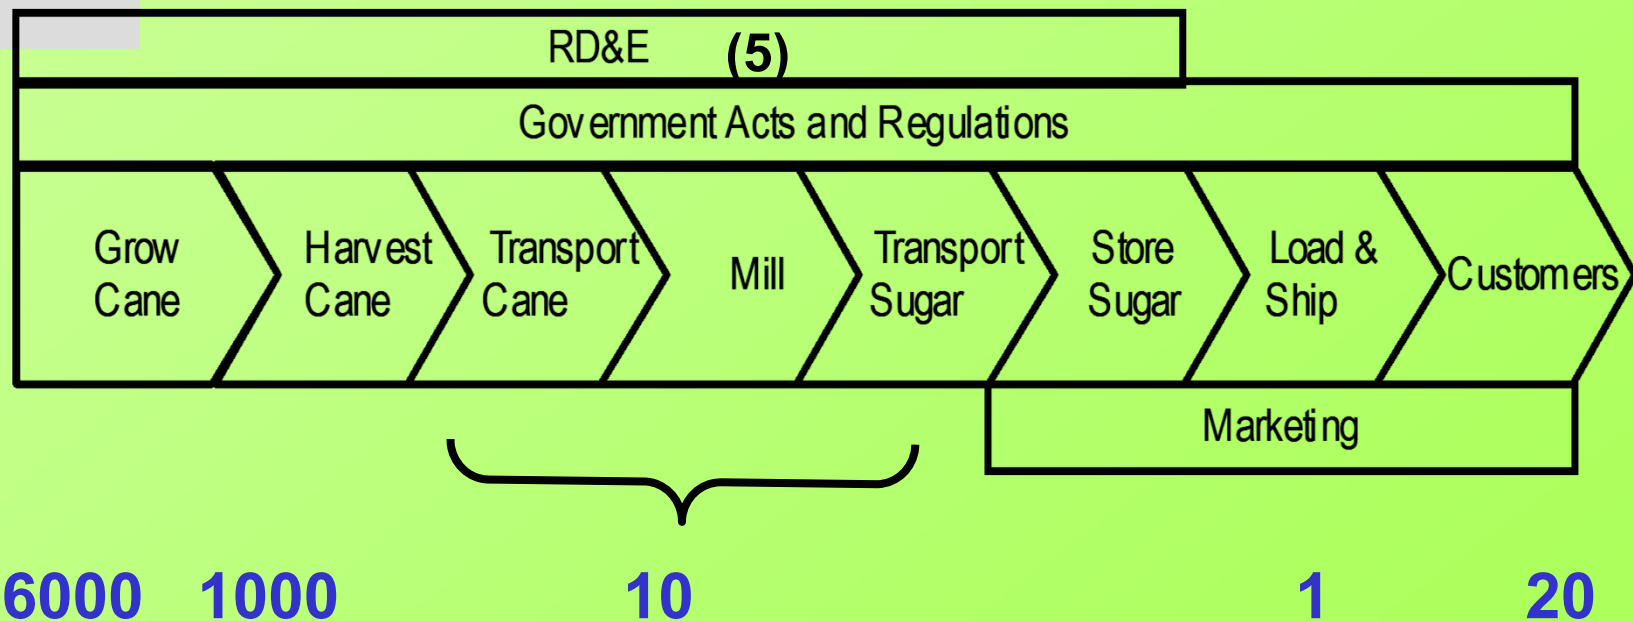 RD&E (5)
Government Acts and Regulations
Grow
Cane
Harvest
Cane
Transport
Cane
Mill
Transport
Sugar
Store
Sugar
Load &
Ship
Customers
Marketing
6000 1000 10 1 20